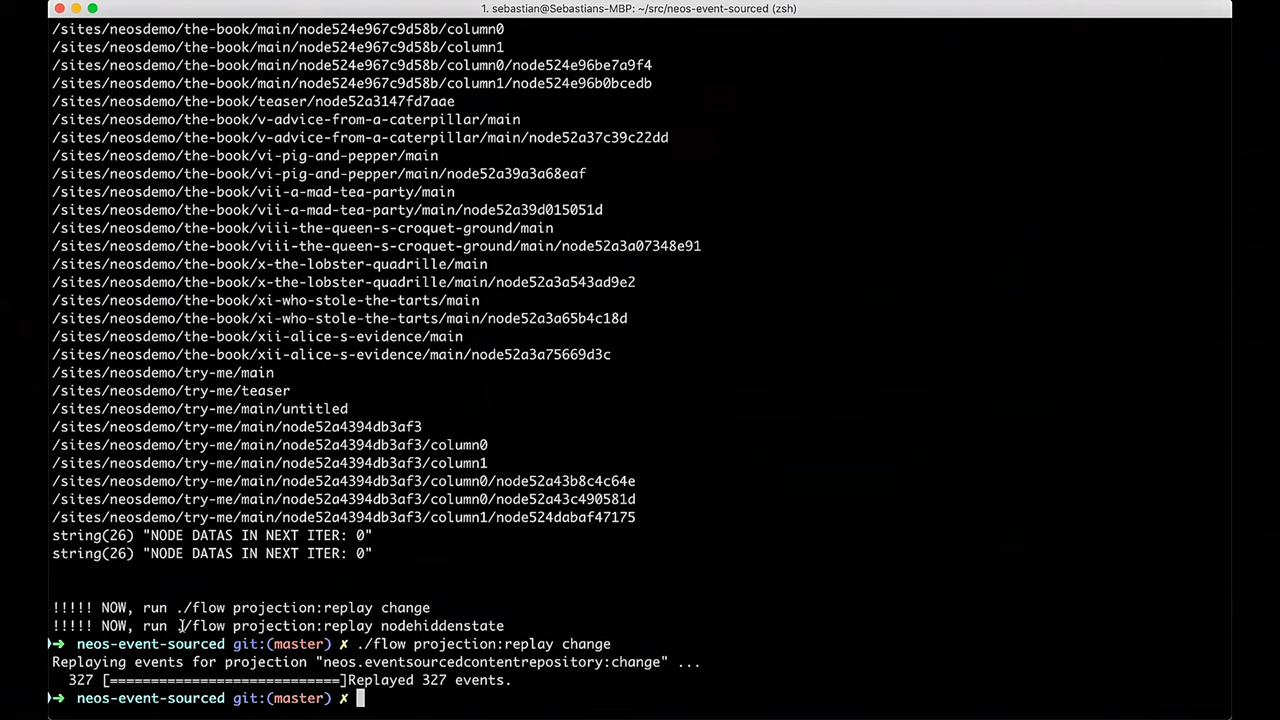 1. sebastian@Sebastians-MBP: ~/src/neos-event-sourced (zsh)
/sites/neosdemo/the-book/main/node524e967c9d58b/column0
/sites/neosdemo/the-book/main/node524e967c9d58b/column1
/sites/neosdemo/the-book/main/node524e967c9d58b/column0/node524e96be7a9f4
/sites/neosdemo/the-book/main/node524e967c9d58b/column1/node524e96b0bcedb
/sites/neosdemo/the-book/teaser/node52a3147fd7aae
/sites/neosdemo/the-book/v-advice-from-a-caterpillar/main
/sites/neosdemo/the-book/v-advice-from-a-caterpillar/main/node52a37c39c22dd
/sites/neosdemo/the-book/vi-pig-and-pepper/main
/sites/neosdemo/the-book/vi-pig-and-pepper/main/node52a39a3a68eaf
/sites/neosdemo/the-book/vii-a-mad-tea-party/main
/sites/neosdemo/the-book/vii-a-mad-tea-party/main/node52a39d015051d
/sites/neosdemo/the-book/viii-the-queen-s-croquet-ground/main
/sites/neosdemo/the-book/viii-the-queen-s-croquet-ground/main/node52a3a07348e91
/sites/neosdemo/the-book/x-the-lobster-quadrille/main
/sites/neosdemo/the-book/x-the-lobster-quadrille/main/node52a3a543ad9e2
/sites/neosdemo/the-book/xi-who-stole-the-tarts/main
/sites/neosdemo/the-book/xi-who-stole-the-tarts/main/node52a3a65b4c18d
/sites/neosdemo/the-book/xii-alice-s-evidence/main
/sites/neosdemo/the-book/xii-alice-s-evidence/main/node52a3a75669d3c
/sites/neosdemo/try-me/main
/sites/neosdemo/try-me/teaser
/sites/neosdemo/try-me/main/untitled
/sites/neosdemo/try-me/main/node52a4394db3af3
/sites/neosdemo/try-me/main/node52a4394db3af3/column0
/sites/neosdemo/try-me/main/node52a4394db3af3/column1
/sites/neosdemo/try-me/main/node52a4394db3af3/column0/node52a43b8c4c64e
/sites/neosdemo/try-me/main/node52a4394db3af3/column0/node52a43c490581d
/sites/neosdemo/try-me/main/node52a4394db3af3/column1/node524dabaf47175
string(26) "NODE DATAS IN NEXT ITER: 0"
string(26) "NODE DATAS IN NEXT ITER: 0"
!!!!! NOW, run ./flow projection:replay change
!!!!! NOW, run ./flow projection:replay nodehiddenstate
➜ neos-event-sourced git:(master) ✗ ./flow projection:replay change
Replaying events for projection "neos.eventsourcedcontentrepository:change" ...
327 [============================]Replayed 327 events.
➜ neos-event-sourced git:(master) ✗